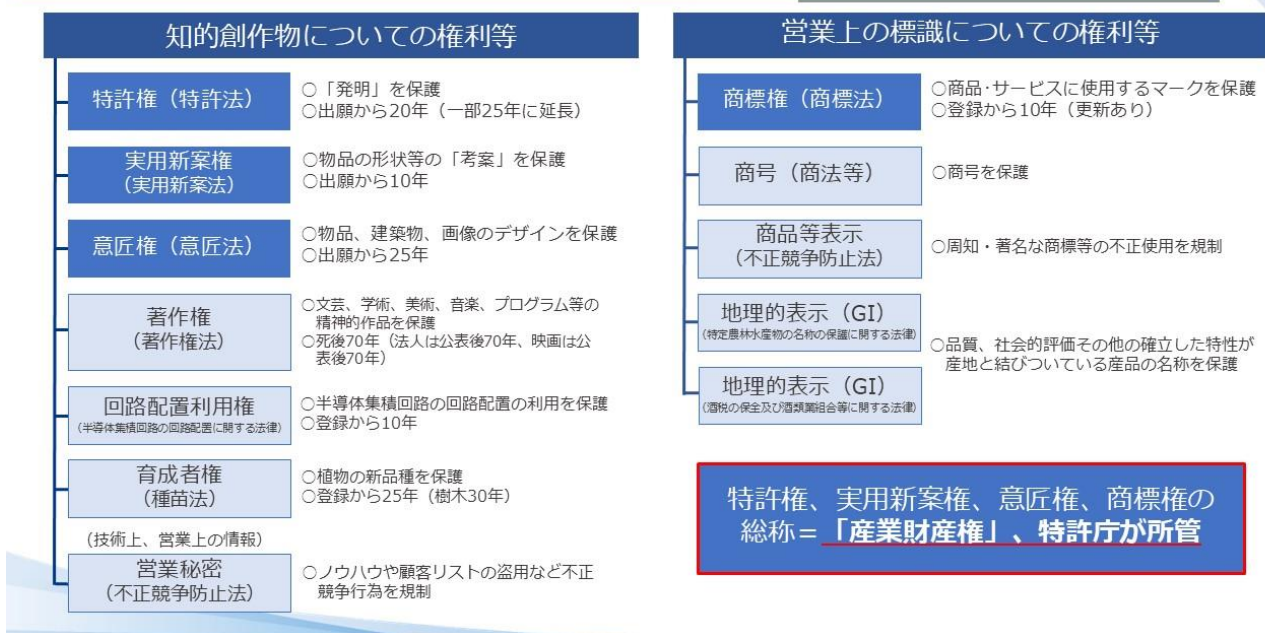 知的創作物についての権利等
特許権（特許法）
○「発明」を保護
○出願から20年（一部25年に延長）
実用新案権
（実用新案法）
○物品の形状等の「考案」を保護
○出願から10年
意匠権（意匠法）
○物品、建築物、画像のデザインを保護
○出願から25年
著作権
（著作権法）
○文芸、学術、美術、音楽、プログラム等の
精神的作品を保護
○死後70年（法人は公表後70年、映画は公
表後70年）
回路配置利用権
（半導体集積回路の回路配置に関する法律）
○半導体集積回路の回路配置の利用を保護
○登録から10年
育成者権
（種苗法）
○植物の新品種を保護
○登録から25年（樹木30年）
（技術上、営業上の情報）
営業秘密
（不正競争防止法）
○ノウハウや顧客リストの盗用など不正
競争行為を規制
営業上の標識についての権利等
商標権（商標法）
○商品・サービスに使用するマークを保護
○登録から10年（更新あり）
商号（商法等）
○商号を保護
商品等表示
（不正競争防止法）
○周知・著名な商標等の不正使用を規制
地理的表示（GI）
（特定農林水産物の名称の保護に関する法律）
○品質、社会的評価その他の確立した特性が
産地と結びついている産品の名称を保護
地理的表示（GI）
（酒税の保全及び酒類業組合等に関する法律）
特許権、実用新案権、意匠権、商標権の
総称＝「産業財産権」、特許庁が所管